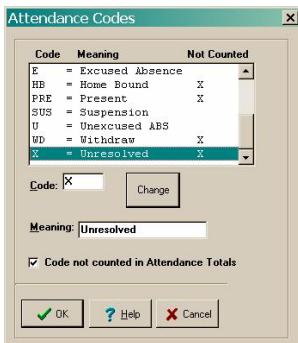 Attendance Codes
Code Meaning Not Counted
E = Excused Absence
HB = Home Bound X
PRE = Present X
SUS = Suspension
U = Unexcused ABS
WD = Withdraw X
X = Unresolved X
Code: X
Change
Meaning: Unresolved
Code not counted in Attendance Totals
OK ? Help Cancel